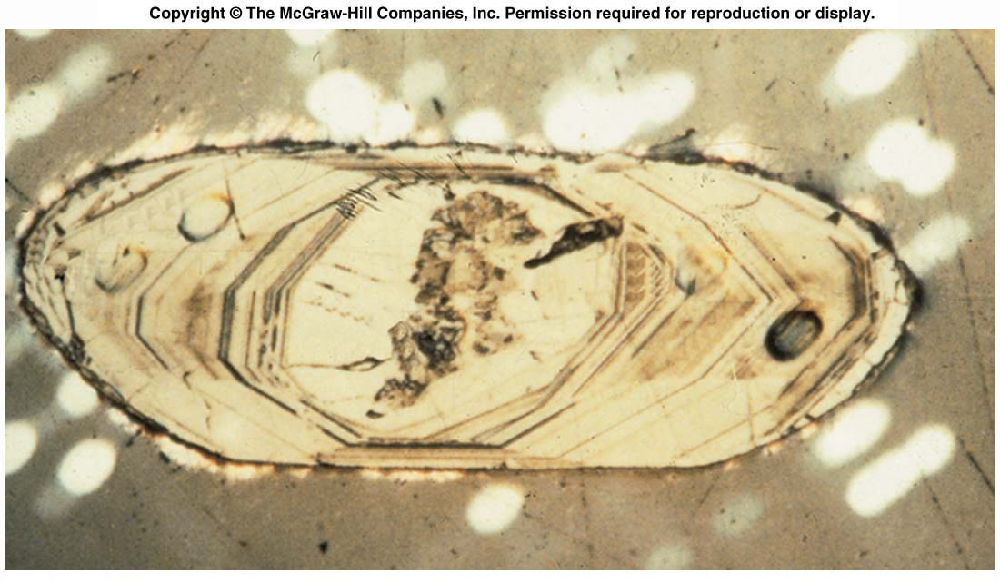 Copyright © The McGraw-Hill Companies, Inc. Permission required for reproduction or display.